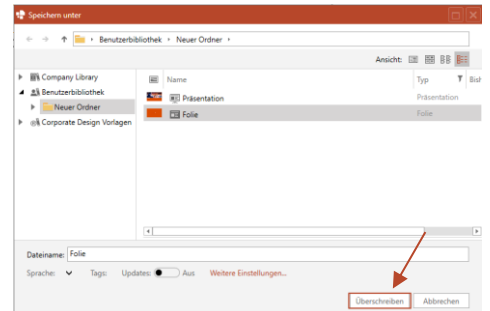 Speichern unter
Benutzerbibliothek Neuer Ordner
Ansicht:
Company Library
Benutzerbibliothek
Neuer Ordner
Corporate Design Vorlagen
Name Typ
Präsentation Präsentation
Folie Folie
Dateiname: Folie
Sprache: Tags: Updates: Aus Weitere Einstellungen...
Überschreiben Abbrechen